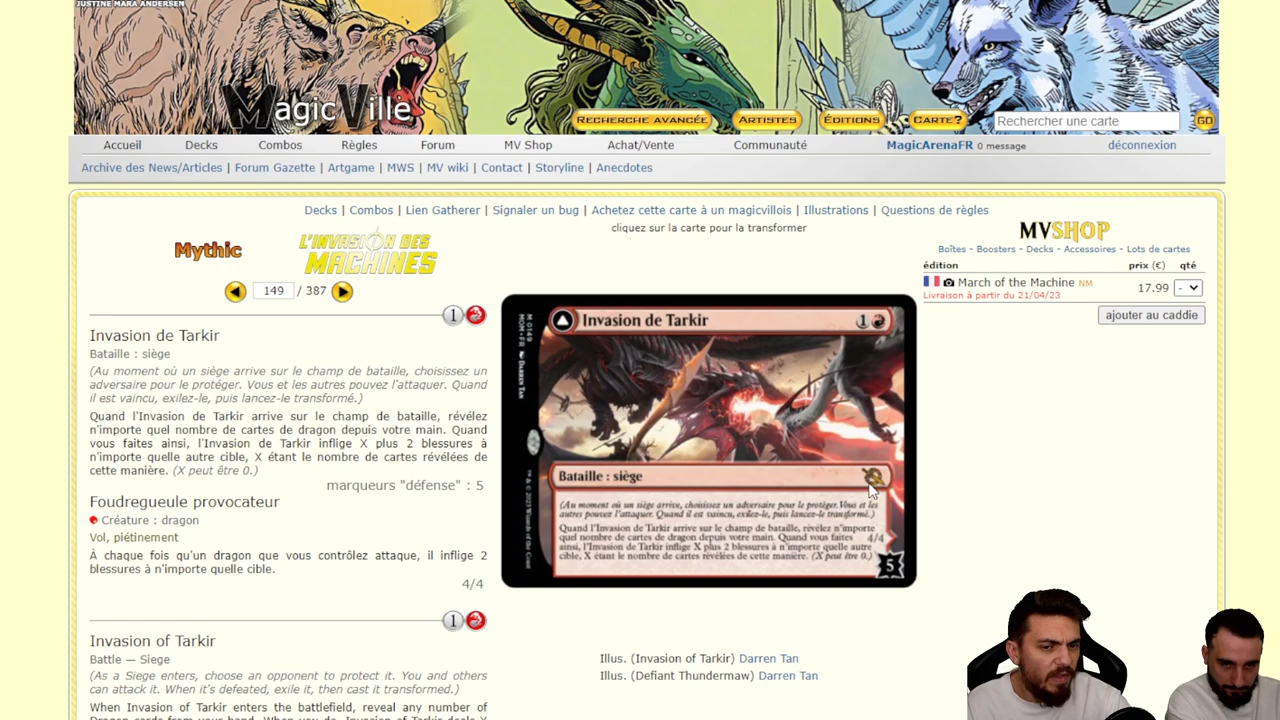 JUSTINE MARA ANDERSEN
MagicVille
RECHERCHE AVANCÉE
ARTISTES
ÉDITIONS
CARTE?
Rechercher une carte
GO
Accueil
Decks
Combos
Règles
Forum
MV Shop
Achat/Vente
Communauté
MagicArenaFR 0 message
déconnexion
Archive des News/Articles | Forum Gazette | Artgame | MWS | MV wiki | Contact | Storyline | Anecdotes
Decks | Combos | Lien Gatherer | Signaler un bug | Achetez cette carte à un magicvillois | Illustrations | Questions de règles
cliquez sur la carte pour la transformer
Mythic
L'INVASION DES
MACHINES
149 / 387
1
Invasion de Tarkir
Bataille : siège
(Au moment où un siège arrive sur le champ de bataille, choisissez un
adversaire pour le protéger. Vous et les autres pouvez l'attaquer. Quand
il est vaincu, exilez-le, puis lancez-le transformé.)
Quand l'Invasion de Tarkir arrive sur le champ de bataille, révélez
n'importe quel nombre de cartes de dragon depuis votre main. Quand
vous faites ainsi, l'Invasion de Tarkir inflige X plus 2 blessures à
n'importe quelle autre cible, X étant le nombre de cartes révélées de
cette manière. (X peut être 0.)
marqueurs "défense" : 5
Foudregueule provocateur
Créature : dragon
Vol, piétinement
À chaque fois qu'un dragon que vous contrôlez attaque, il inflige 2
blessures à n'importe quelle cible.
4/4
1
Invasion of Tarkir
Battle — Siege
(As a Siege enters, choose an opponent to protect it. You and others
can attack it. When it's defeated, exile it, then cast it transformed.)
When Invasion of Tarkir enters the battlefield, reveal any number of
Dragon cards from your hand. When you do, Invasion of Tarkir deals X
Invasion de Tarkir
1
M 0149
MOM • FR DARREN TAN
Bataille : siège
(Au moment où un siège arrive, choisissez un adversaire pour le protéger. Vous et les
autres pouvez l'attaquer. Quand il est vaincu, exilez-le, puis lancez-le transformé.)
Quand l'Invasion de Tarkir arrive sur le champ de bataille, révélez n'importe
quel nombre de cartes de dragon depuis votre main. Quand vous faites
ainsi, l'Invasion de Tarkir inflige X plus 2 blessures à n'importe quelle autre
cible, X étant le nombre de cartes révélées de cette manière. (X peut être 0.)
4/4
5
™ & © 2023 Wizards of the Coast
Illus. (Invasion of Tarkir) Darren Tan
Illus. (Defiant Thundermaw) Darren Tan
MVSHOP
Boîtes - Boosters - Decks - Accessoires - Lots de cartes
édition prix (€) qté
March of the Machine NM 17.99 -
Livraison à partir du 21/04/23
ajouter au caddie